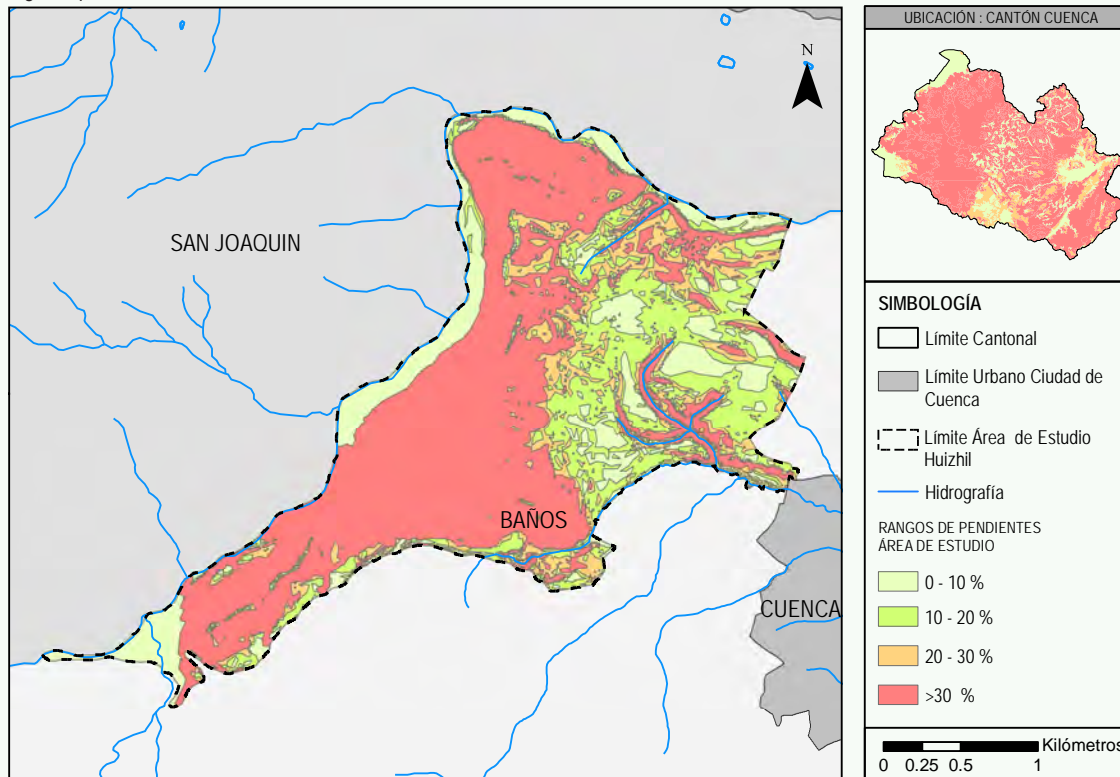 UBICACIÓN : CANTÓN CUENCA
N
SAN JOAQUIN
BAÑOS
CUENCA
SIMBOLOGÍA
Límite Cantonal
Límite Urbano Ciudad de
Cuenca
Límite Área de Estudio
Huizhil
Hidrografía
RANGOS DE PENDIENTES
ÁREA DE ESTUDIO
0 - 10 %
10 - 20 %
20 - 30 %
>30 %
Kilómetros
0 0.25 0.5 1